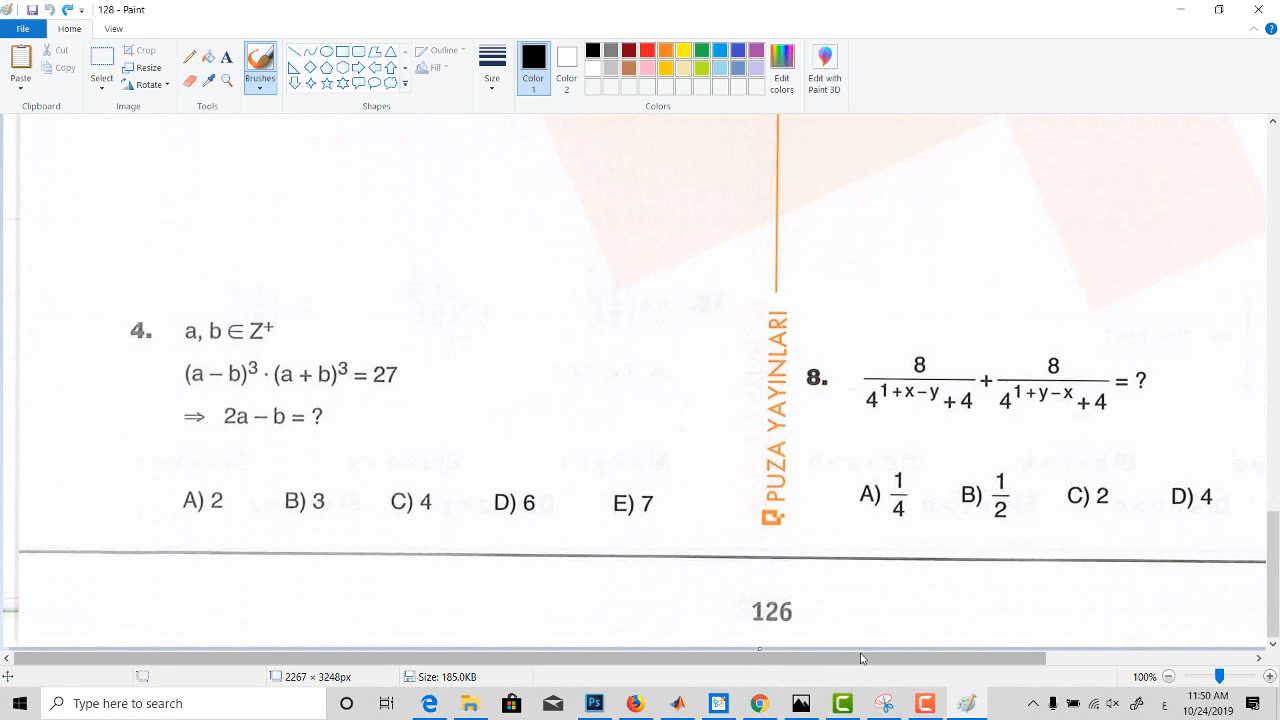 128 - Paint
File Home View
Paste
Cut
Copy
Clipboard
Select
Crop
Resize
Rotate
Image
Tools
Brushes
Shapes
Outline
Fill
Size
Color 1
Color 2
Colors
Edit colors
Edit with Paint 3D
4. a, b ∈ Z⁺
(a – b)³ · (a + b)³ = 27
⇒ 2a – b = ?
A) 2 B) 3 C) 4 D) 6 E) 7
PUZA YAYINLARI
8. 8/(4^(1+x–y) + 4) + 8/(4^(1+y–x) + 4) = ?
A) 1/4 B) 1/2 C) 2 D) 4
126
2267 × 3248px
Size: 185.0KB
100%
Type here to search
11:50 AM
10/24/2019